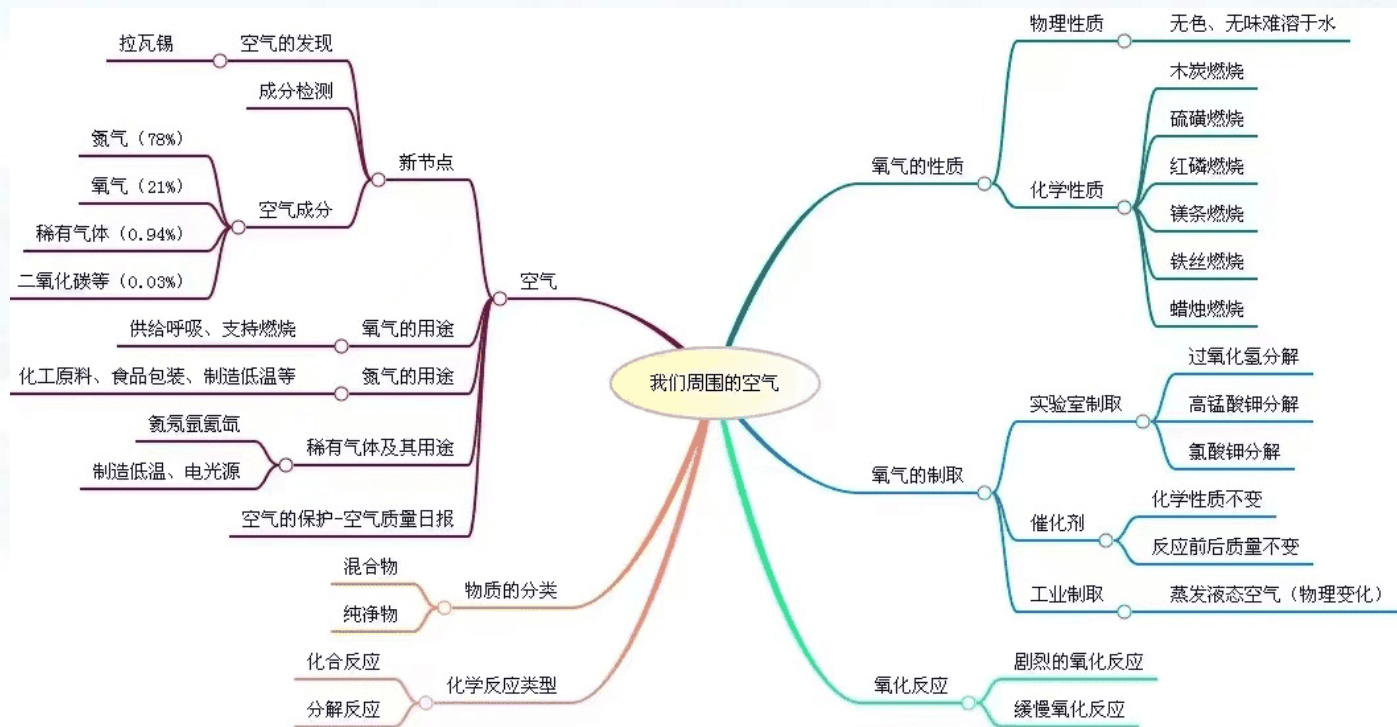 我们周围的空气
空气
新节点
空气的发现
拉瓦锡
成分检测
空气成分
氮气（78%）
氧气（21%）
稀有气体（0.94%）
二氧化碳等（0.03%）
氧气的用途
供给呼吸、支持燃烧
氮气的用途
化工原料、食品包装、制造低温等
稀有气体及其用途
氦氖氩氪氙
制造低温、电光源
空气的保护-空气质量日报
物质的分类
混合物
纯净物
化学反应类型
化合反应
分解反应
氧气的性质
物理性质
无色、无味难溶于水
化学性质
木炭燃烧
硫磺燃烧
红磷燃烧
镁条燃烧
铁丝燃烧
蜡烛燃烧
氧气的制取
实验室制取
过氧化氢分解
高锰酸钾分解
氯酸钾分解
催化剂
化学性质不变
反应前后质量不变
工业制取
蒸发液态空气（物理变化）
氧化反应
剧烈的氧化反应
缓慢氧化反应